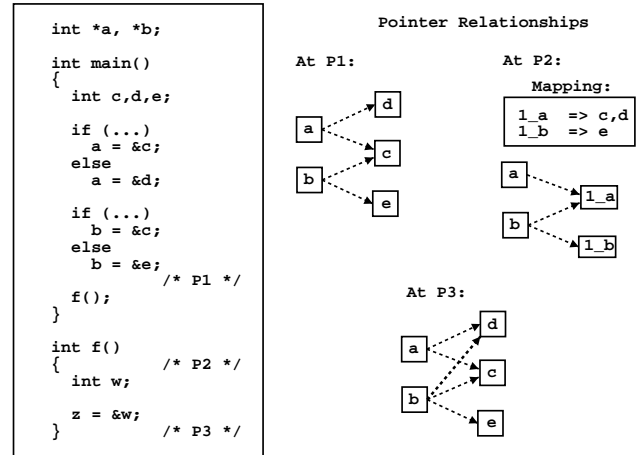 int *a, *b;
int main()
{
int c,d,e;
if (...)
a = &c;
else
a = &d;
if (...)
b = &c;
else
b = &e;
/* P1 */
f();
}
int f()
{ /* P2 */
int w;
z = &w;
} /* P3 */
Pointer Relationships
At P1:
a
b
d
c
e
At P2:
Mapping:
1_a => c,d
1_b => e
a
b
1_a
1_b
At P3:
a
b
d
c
e